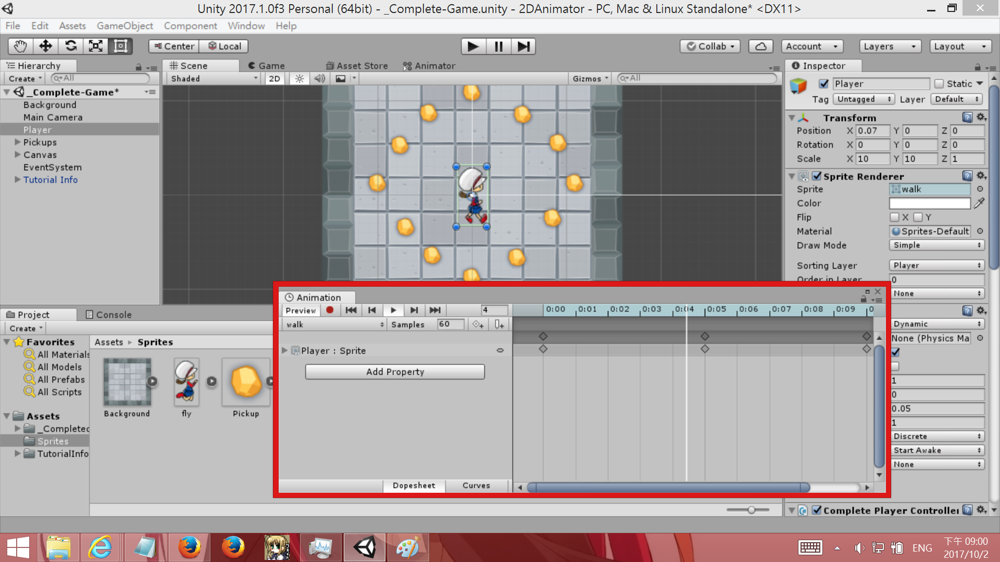 Unity 2017.1.0f3 Personal (64bit) - _Complete-Game.unity - 2DAnimator - PC, Mac & Linux Standalone* <DX11>
File Edit Assets GameObject Component Window Help
Center Local Collab Account Layers Layout
Hierarchy
Create All
_Complete-Game*
Background
Main Camera
Player
Pickups
Canvas
EventSystem
Tutorial Info
Scene Game Asset Store Animator
Shaded 2D Gizmos All
Inspector
Player Static
Tag Untagged Layer Default
Transform
Position X 0.07 Y 0 Z 0
Rotation X 0 Y 0 Z 0
Scale X 10 Y 10 Z 1
Sprite Renderer
Sprite walk
Color
Flip X Y
Material Sprites-Default
Draw Mode Simple
Sorting Layer Player
Order in Layer 0
None
Dynamic
None (Physics Ma
1
0
0.05
1
Discrete
Start Awake
None
Complete Player Controller
Project Console
Create
Favorites
All Materials
All Models
All Prefabs
All Scripts
Assets
_Completed
Sprites
TutorialInfo
Assets Sprites
Background fly Pickup
Animation
Preview 4 0:00 0:01 0:02 0:03 0:04 0:05 0:06 0:07 0:08 0:09 0
walk Samples 60
Player : Sprite
Add Property
Dopesheet Curves
ENG
下午 09:00
2017/10/2